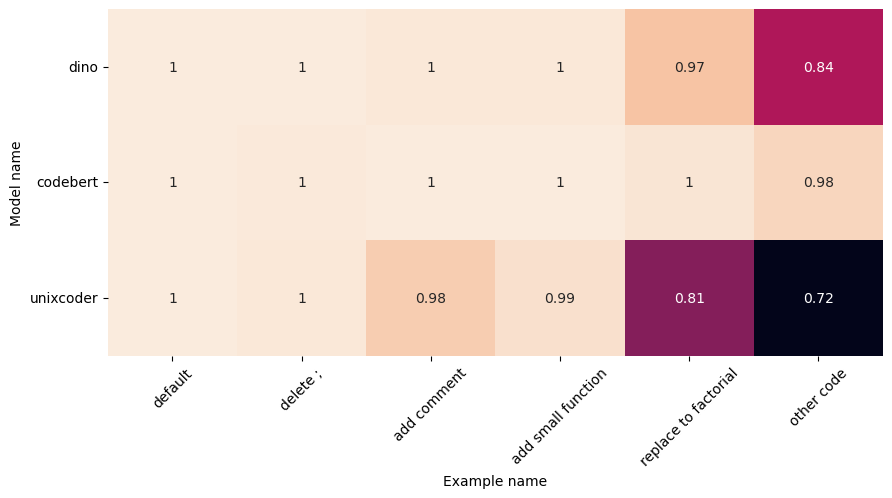 dino 1 1 1 1 0.97 0.84
codebert 1 1 1 1 1 0.98
unixcoder 1 1 0.98 0.99 0.81 0.72
Model name
default
delete ;
add comment
add small function
replace to factorial
other code
Example name